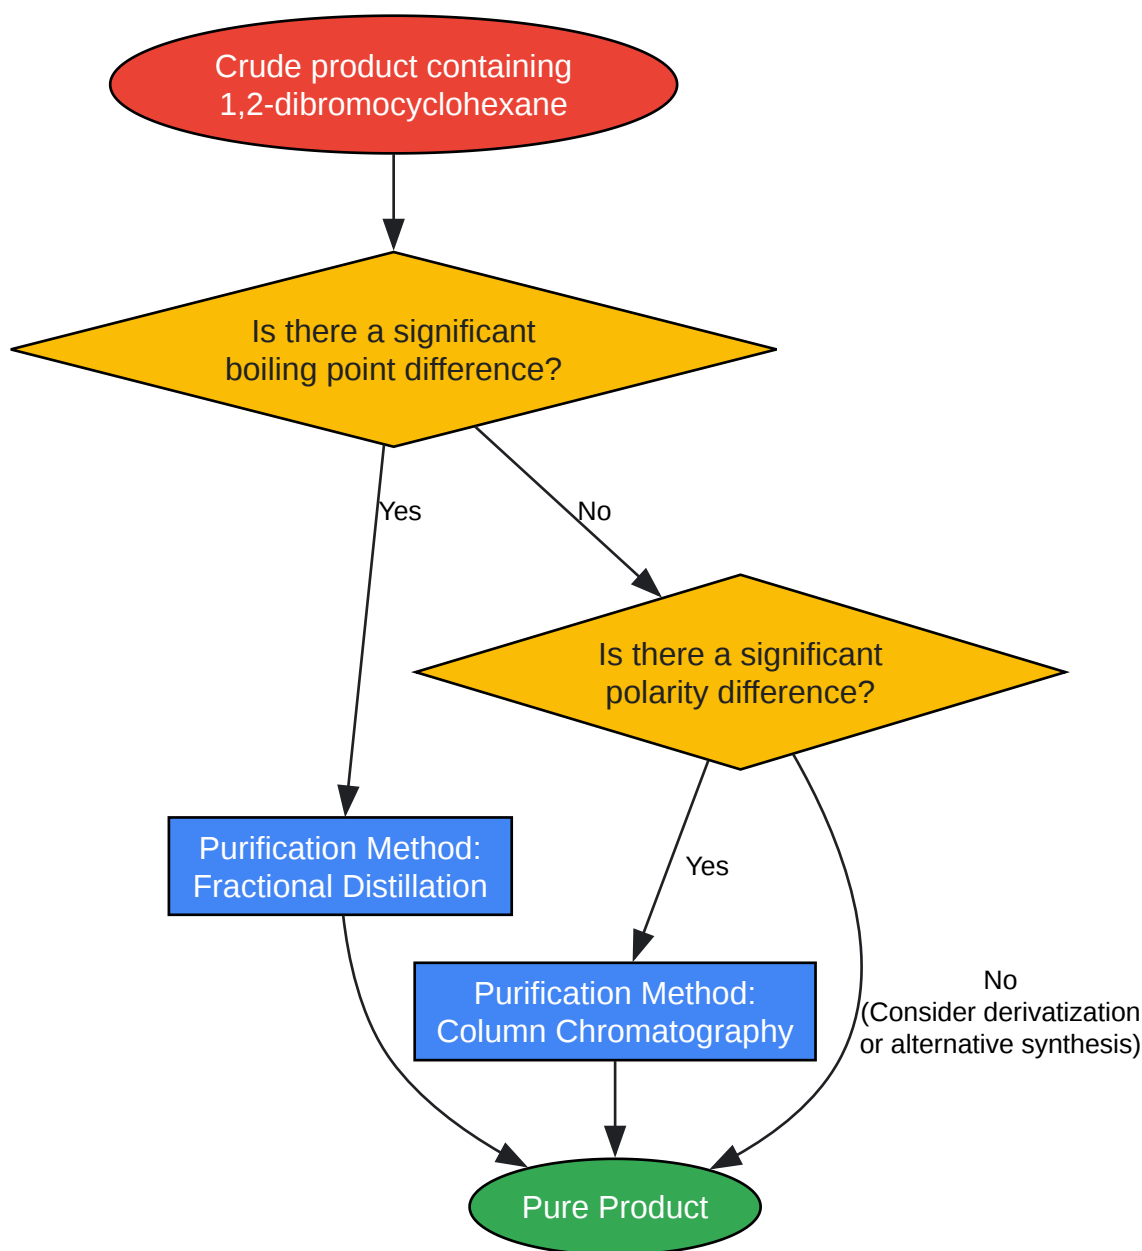 Crude product containing
1,2-dibromocyclohexane
Is there a significant
boiling point difference?
Yes
No
Is there a significant
polarity difference?
Purification Method:
Fractional Distillation
Yes
Purification Method:
Column Chromatography
No
(Consider derivatization
or alternative synthesis)
Pure Product